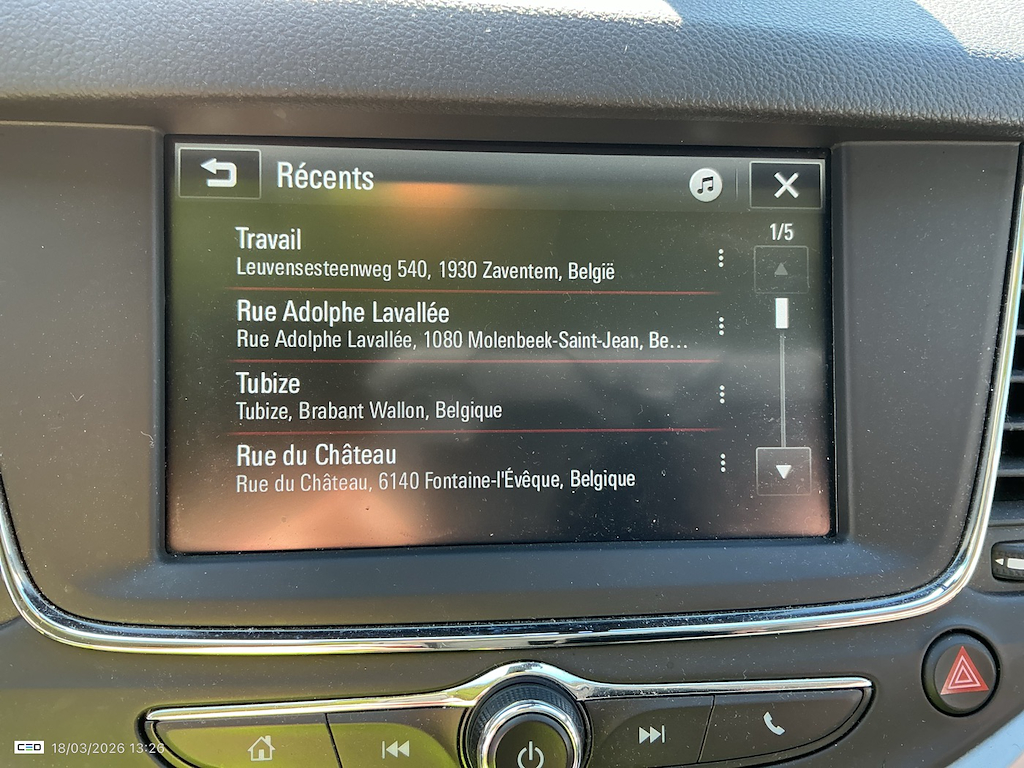 Récents
1/5
Travail
Leuvensesteenweg 540, 1930 Zaventem, België
Rue Adolphe Lavallée
Rue Adolphe Lavallée, 1080 Molenbeek-Saint-Jean, Be...
Tubize
Tubize, Brabant Wallon, Belgique
Rue du Château
Rue du Château, 6140 Fontaine-l'Évêque, Belgique
CEO 18/03/2026 13:26